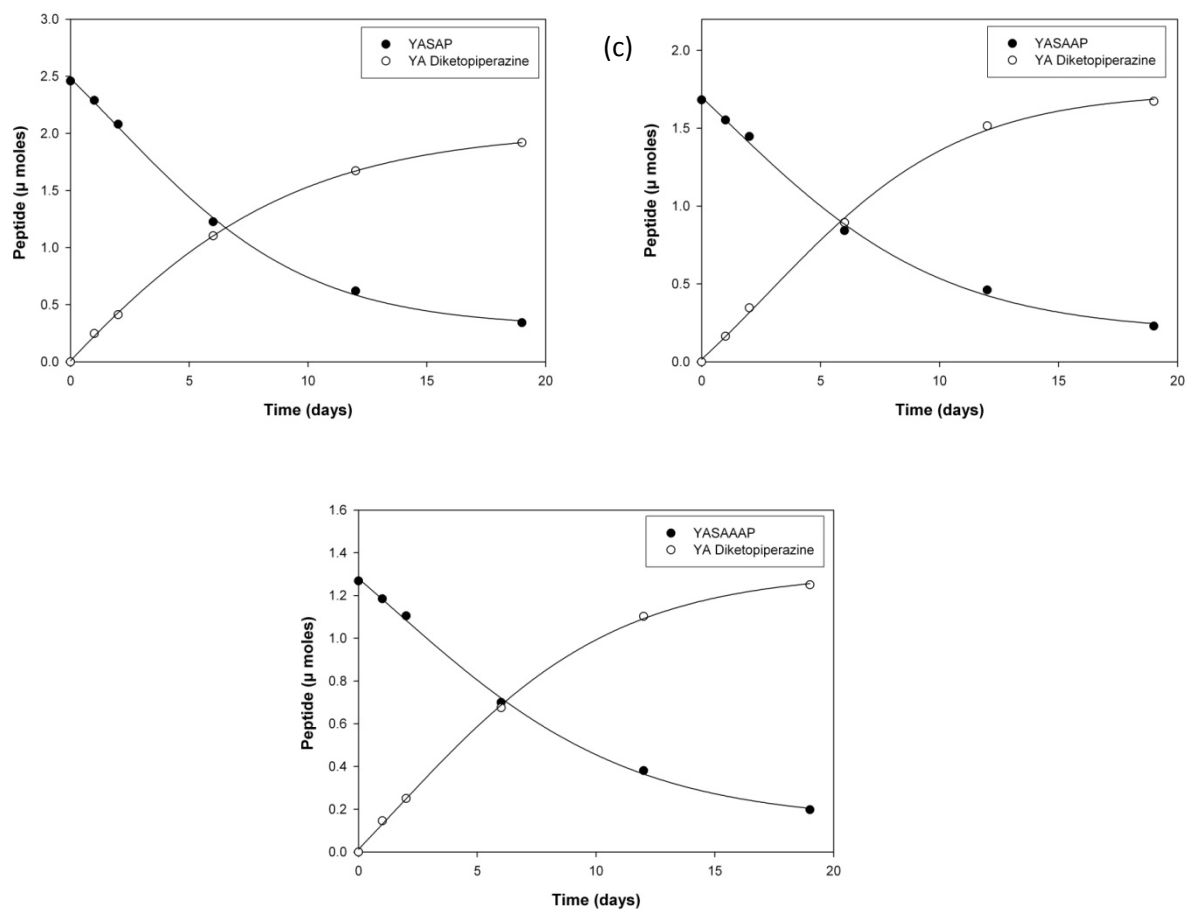 3.0
2.5
2.0
1.5
1.0
0.5
0.0
Peptide (μ moles)
YASAP
YA Diketopiperazine
0 5 10 15 20
Time (days)
(c)
2.0
1.5
1.0
0.5
0.0
Peptide (μ moles)
YASAAP
YA Diketopiperazine
0 5 10 15 20
Time (days)
1.6
1.4
1.2
1.0
0.8
0.6
0.4
0.2
0.0
Peptide (μ moles)
YASAAAP
YA Diketopiperazine
0 5 10 15 20
Time (days)